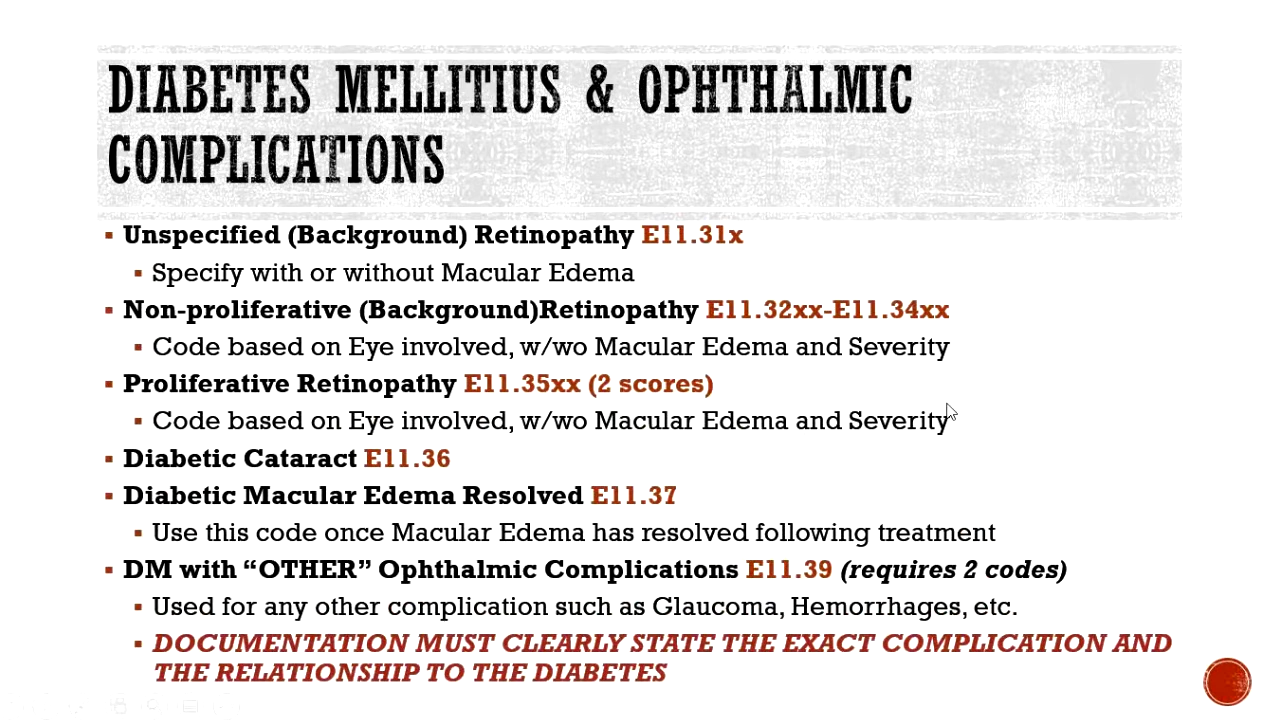 DIABETES MELLITIUS & OPHTHALMIC
COMPLICATIONS
▪ Unspecified (Background) Retinopathy E11.31x
▪ Specify with or without Macular Edema
▪ Non-proliferative (Background)Retinopathy E11.32xx-E11.34xx
▪ Code based on Eye involved, w/wo Macular Edema and Severity
▪ Proliferative Retinopathy E11.35xx (2 scores)
▪ Code based on Eye involved, w/wo Macular Edema and Severity
▪ Diabetic Cataract E11.36
▪ Diabetic Macular Edema Resolved E11.37
▪ Use this code once Macular Edema has resolved following treatment
▪ DM with “OTHER” Ophthalmic Complications E11.39 (requires 2 codes)
▪ Used for any other complication such as Glaucoma, Hemorrhages, etc.
▪ DOCUMENTATION MUST CLEARLY STATE THE EXACT COMPLICATION AND
THE RELATIONSHIP TO THE DIABETES